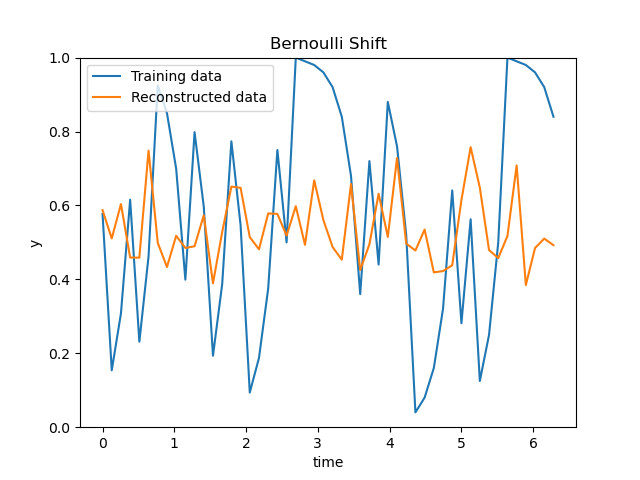 Bernoulli Shift
Training data
Reconstructed data
y
1.0
0.8
0.6
0.4
0.2
0.0
0 1 2 3 4 5 6
time